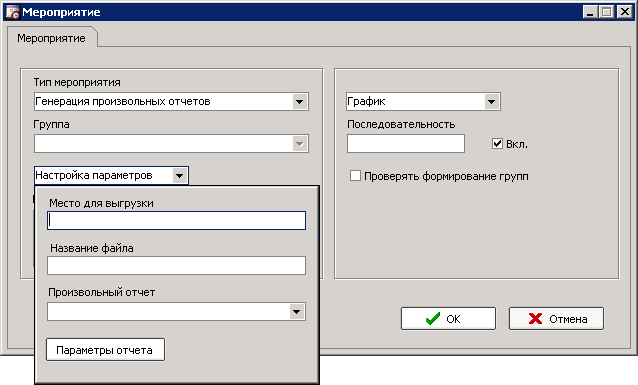 Мероприятие
Мероприятие
Тип мероприятия
Генерация произвольных отчетов
Группа
Настройка параметров
Место для выгрузки
Название файла
Произвольный отчет
Параметры отчета
График
Последовательность
Вкл.
Проверять формирование групп
OK
Отмена